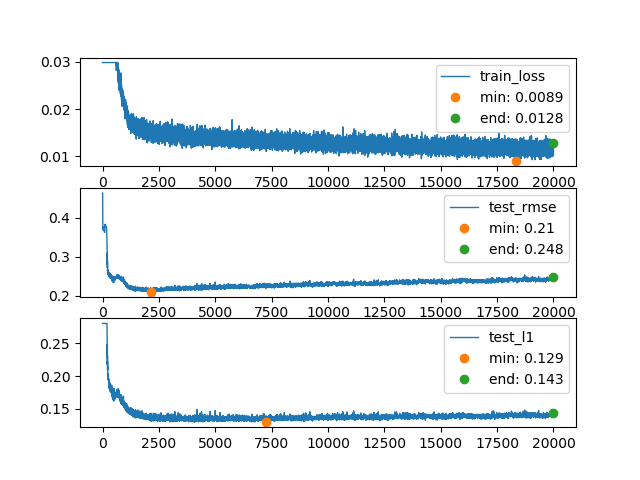 0.03
0.02
0.01
train_loss
min: 0.0089
end: 0.0128
0 2500 5000 7500 10000 12500 15000 17500 20000
0.4
0.3
0.2
test_rmse
min: 0.21
end: 0.248
0 2500 5000 7500 10000 12500 15000 17500 20000
0.25
0.20
0.15
test_l1
min: 0.129
end: 0.143
0 2500 5000 7500 10000 12500 15000 17500 20000